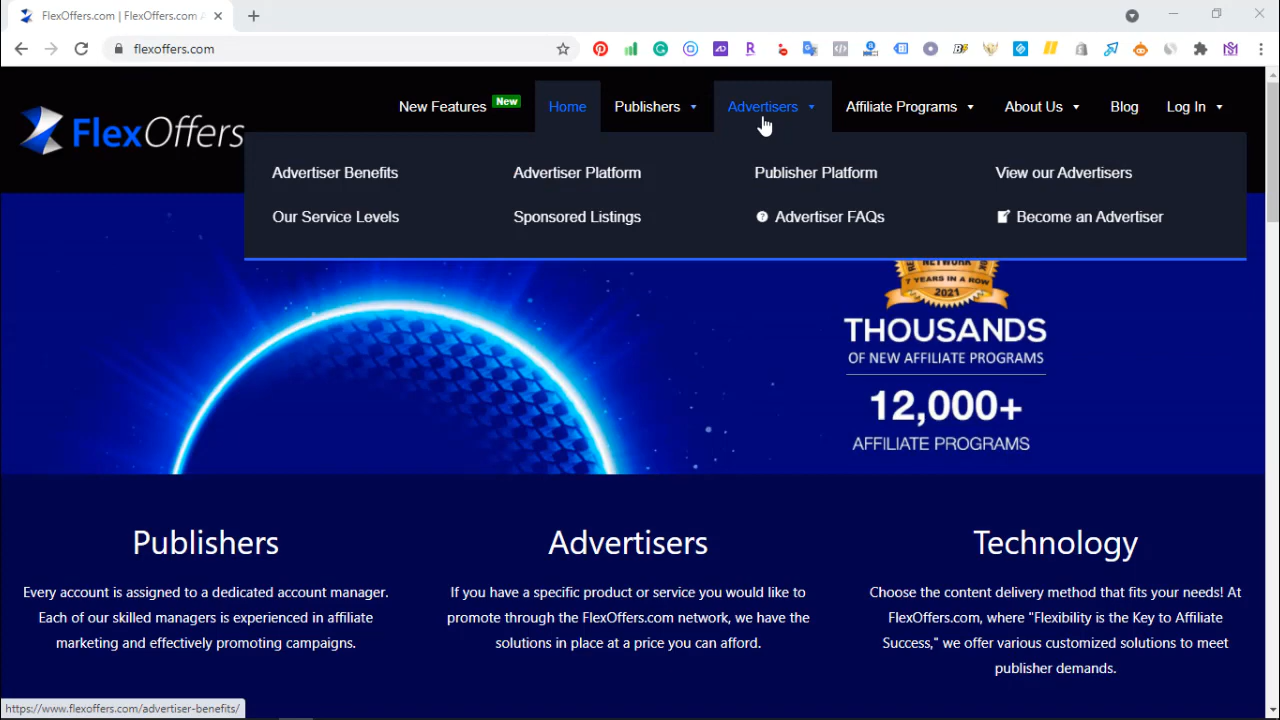 FlexOffers.com | FlexOffers.com A
flexoffers.com
New Features New Home Publishers Advertisers Affiliate Programs About Us Blog Log In
FlexOffers
Advertiser Benefits Advertiser Platform Publisher Platform View our Advertisers
Our Service Levels Sponsored Listings Advertiser FAQs Become an Advertiser
NETWORK
7 YEARS IN A ROW
2021
THOUSANDS
OF NEW AFFILIATE PROGRAMS
12,000+
AFFILIATE PROGRAMS
Publishers
Every account is assigned to a dedicated account manager.
Each of our skilled managers is experienced in affiliate
marketing and effectively promoting campaigns.
Advertisers
If you have a specific product or service you would like to
promote through the FlexOffers.com network, we have the
solutions in place at a price you can afford.
Technology
Choose the content delivery method that fits your needs! At
FlexOffers.com, where "Flexibility is the Key to Affiliate
Success," we offer various customized solutions to meet
publisher demands.
https://www.flexoffers.com/advertiser-benefits/